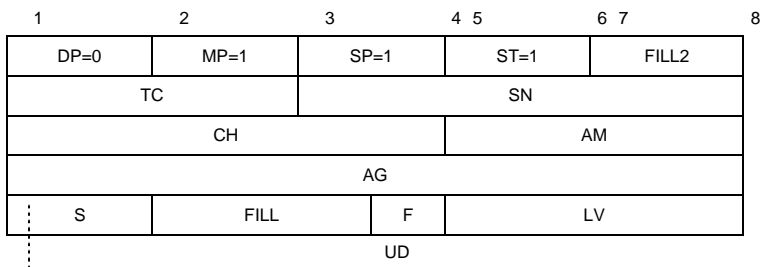 1 2 3 4 5 6 7 8
DP=0 MP=1 SP=1 ST=1 FILL2
TC SN
CH AM
AG
S FILL F LV
UD